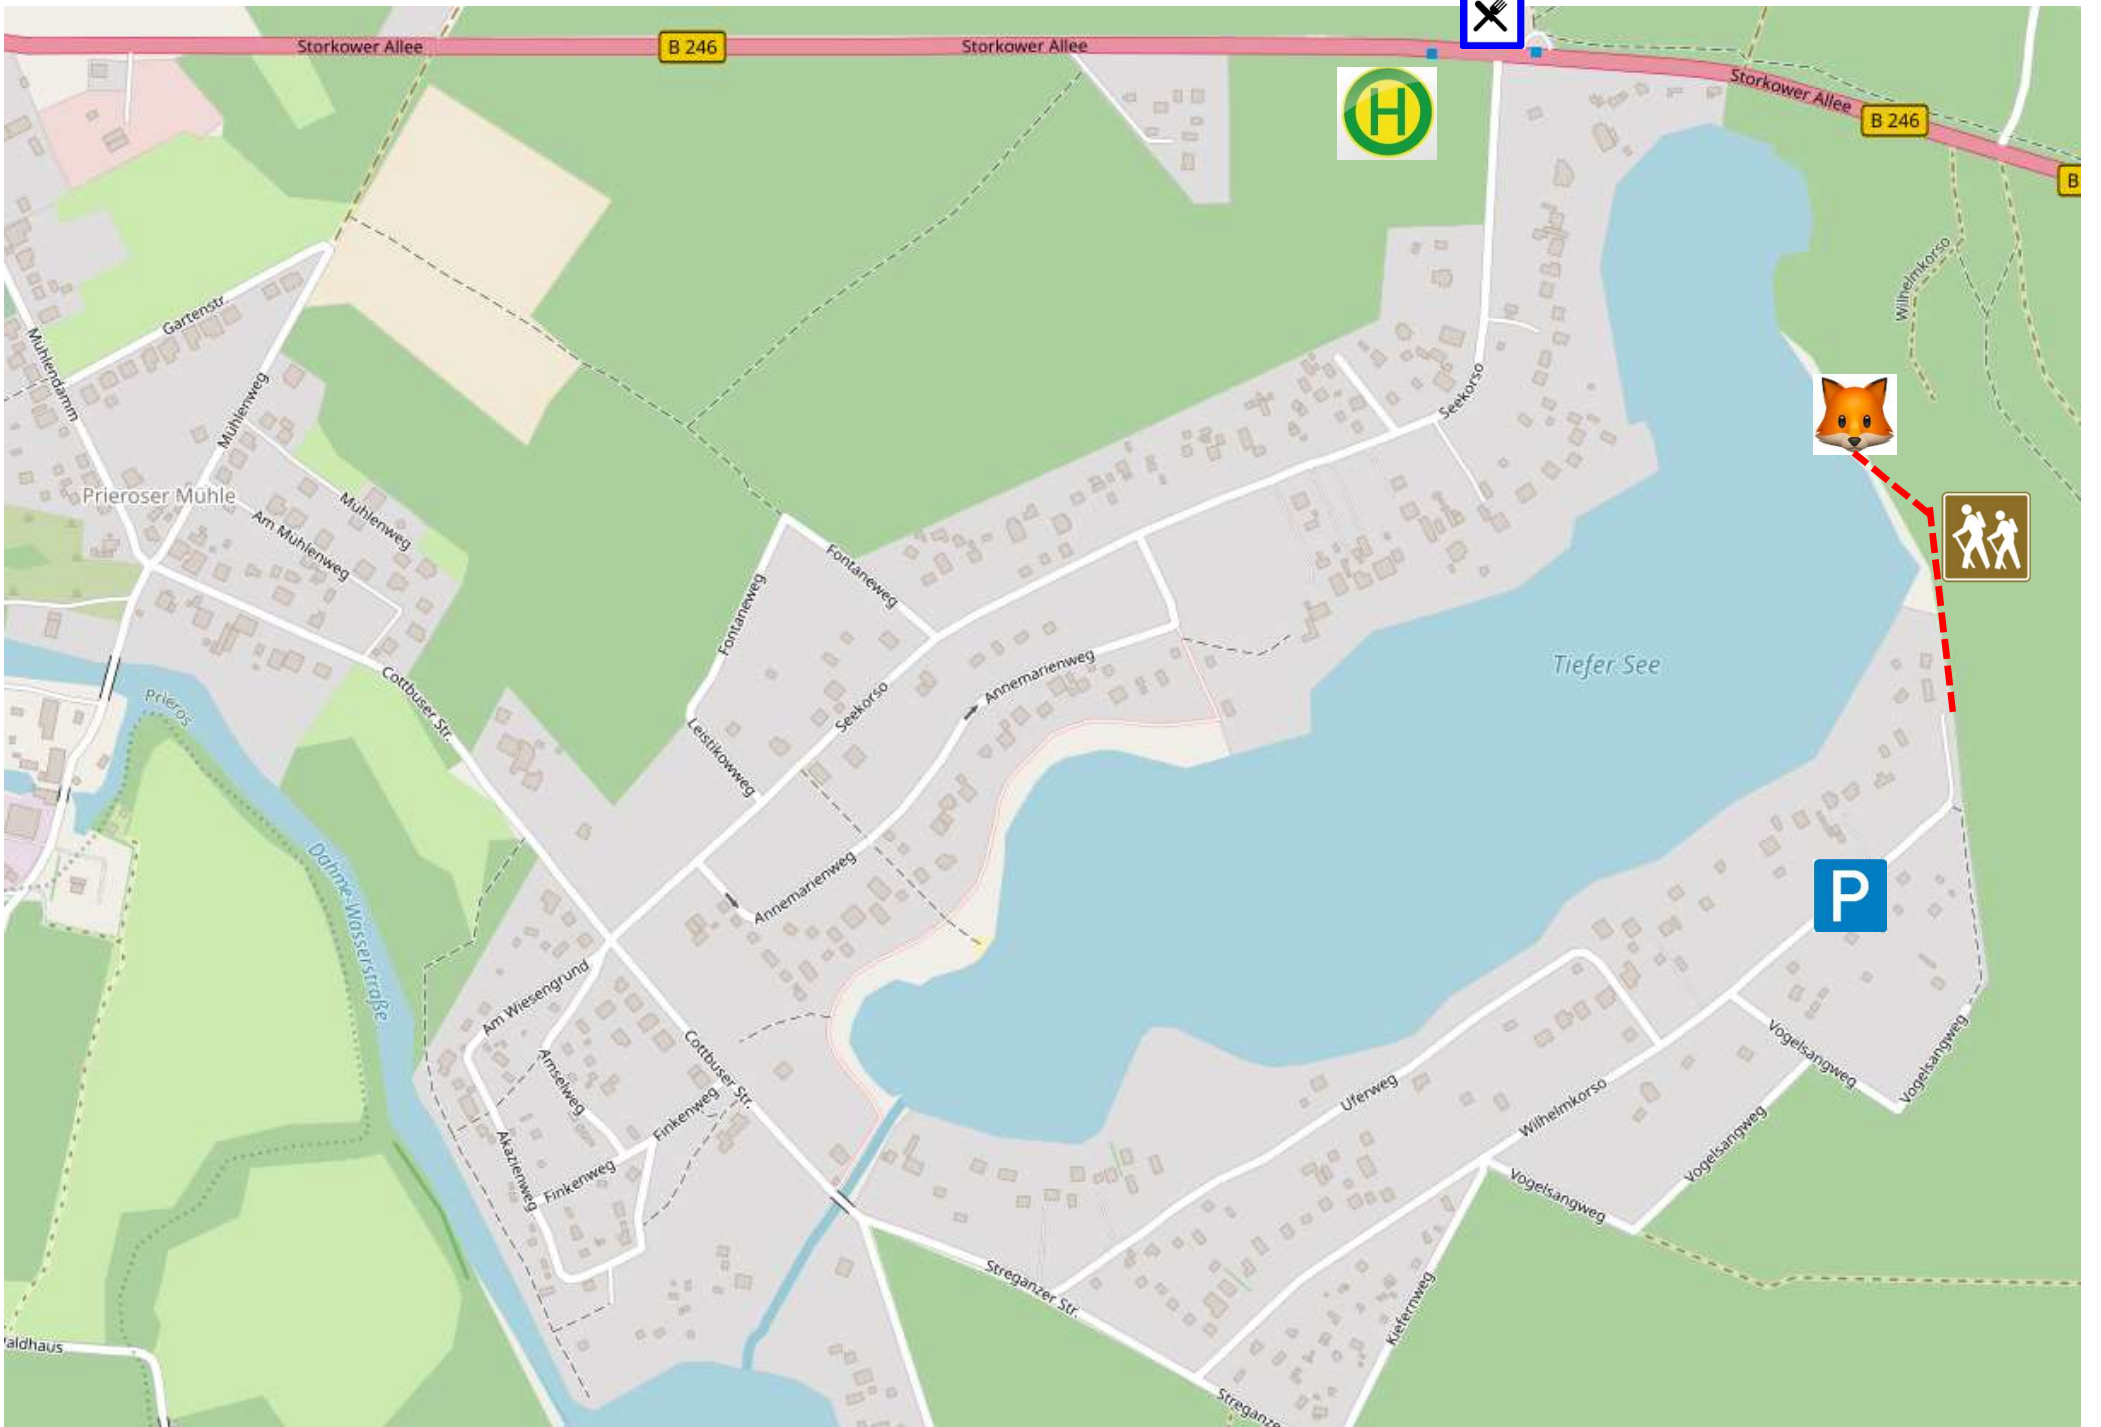 Storkower Allee
B 246
Storkower Allee
Storkower Allee
B 246
B
H
Wilhelmkorso
Gartenstr.
Mühlendamm
Mühlenweg
Seekorso
Prieroser Mühle
Mühlenweg
Am Mühlenweg
Fontaneweg
Fontaneweg
Annemarienweg
Tiefer See
Cottbuser Str.
Prieros
Seekorso
Leistikowweg
Dahme-Wasserstraße
Annemarienweg
P
Am Wiesengrund
Amselweg
Cottbuser Str.
Finkenweg
Uferweg
Wilhelmkorso
Vogelsangweg
Vogelsangweg
Akazienweg
Finkenweg
Vogelsangweg
Vogelsangweg
Streganzer Str.
Kiefernweg
aldhaus
Streganze